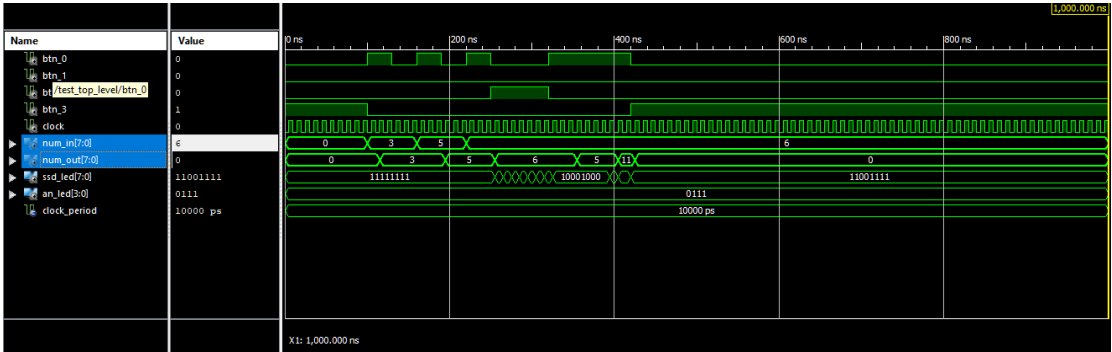 1,000.000 ns
Name Value 0 ns 200 ns 400 ns 600 ns 800 ns
btn_0 0
btn_1 0
bt /test_top_level/btn_0 0
btn_3 1
clock 0
num_in[7:0] 6 0 3 5 6
num_out[7:0] 0 0 3 5 6 5 11 0
ssd_led[7:0] 11001111 11111111 10001000 11001111
an_led[3:0] 0111 0111
clock_period 10000 ps 10000 ps
X1: 1,000.000 ns